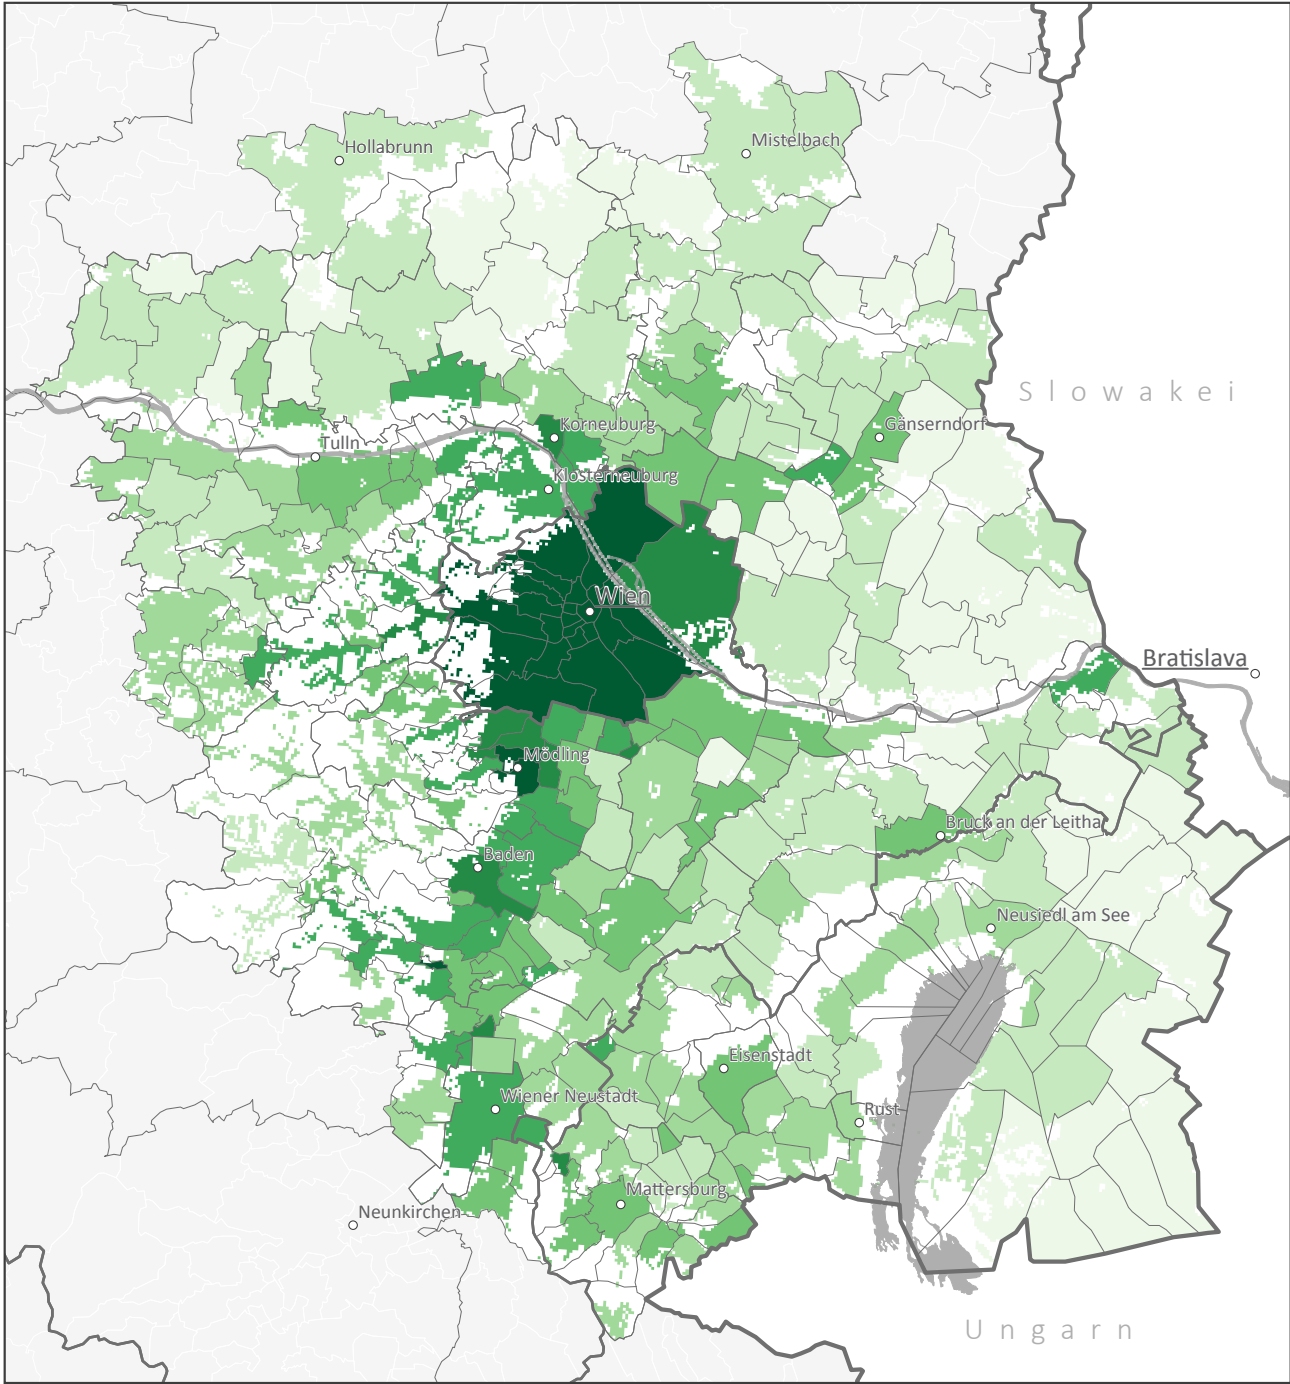 Mistelbach
Hollabrunn
Slowakei
Gänserndorf
Korneuburg
Tulln
Klosterneuburg
Wien
Bratislava
Mödling
Bruck an der Leitha
Baden
Neusiedl am See
Eisenstadt
Wiener Neustadt
Rust
Mattersburg
Neunkirchen
Ungarn